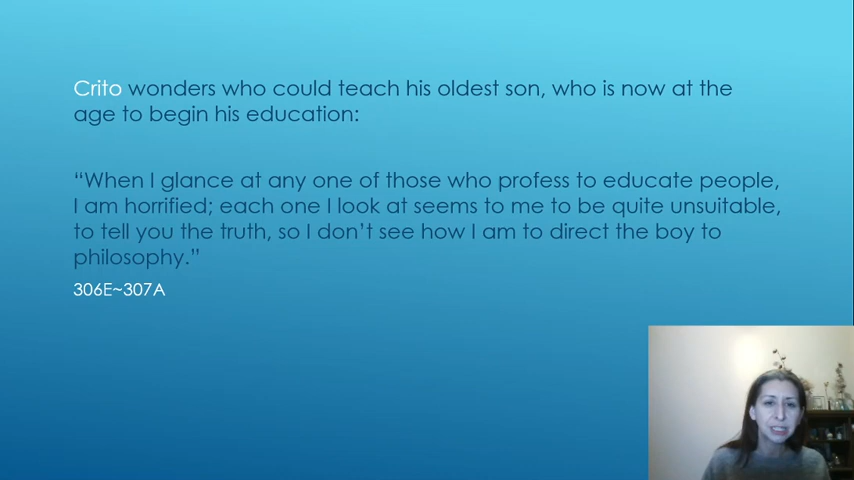 Crito wonders who could teach his oldest son, who is now at the
age to begin his education:
“When I glance at any one of those who profess to educate people,
I am horrified; each one I look at seems to me to be quite unsuitable,
to tell you the truth, so I don’t see how I am to direct the boy to
philosophy.”
306E~307A